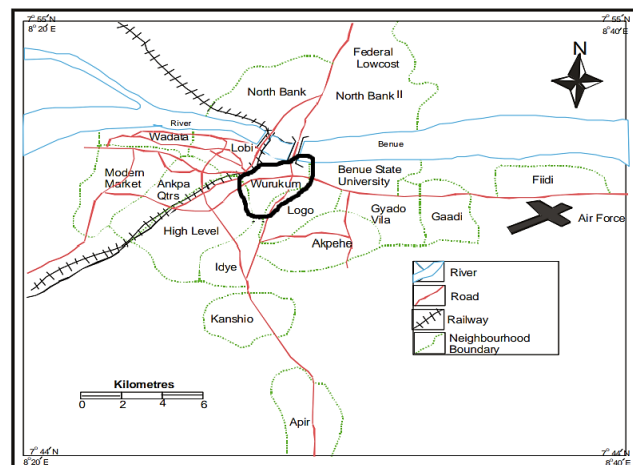 7° 55 N
8° 20 E
7° 55 N
8° 40 E
Federal
Lowcost
N
North Bank
North Bank II
River
Wadata
Lobi
Benue
Modern
Market
Ankpa
Qtrs
Wurukum
Benue State
University
Fiidi
Logo
Gyado
Vila
Gaadi
Air Force
High Level
Akpehe
Idye
River
Road
Railway
Neighbourhood
Boundary
Kanshio
Kilometres
0 2 4 6
Apir
7° 44 N
8° 20 E
7° 44 N
8° 40 E